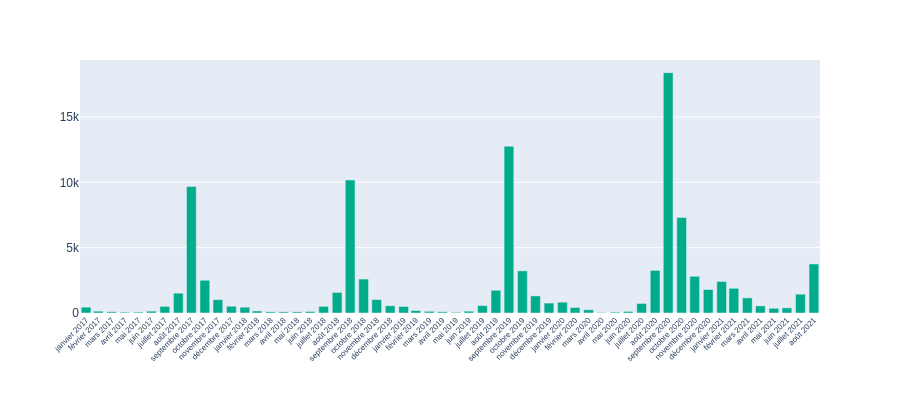 15k
10k
5k
0
janvier 2017
février 2017
mars 2017
avril 2017
mai 2017
juin 2017
juillet 2017
août 2017
septembre 2017
octobre 2017
novembre 2017
décembre 2017
janvier 2018
février 2018
mars 2018
avril 2018
mai 2018
juin 2018
juillet 2018
août 2018
septembre 2018
octobre 2018
novembre 2018
décembre 2018
janvier 2019
février 2019
mars 2019
avril 2019
mai 2019
juin 2019
juillet 2019
août 2019
septembre 2019
octobre 2019
novembre 2019
décembre 2019
janvier 2020
février 2020
mars 2020
avril 2020
mai 2020
juin 2020
juillet 2020
août 2020
septembre 2020
octobre 2020
novembre 2020
décembre 2020
janvier 2021
février 2021
mars 2021
avril 2021
mai 2021
juin 2021
juillet 2021
août 2021